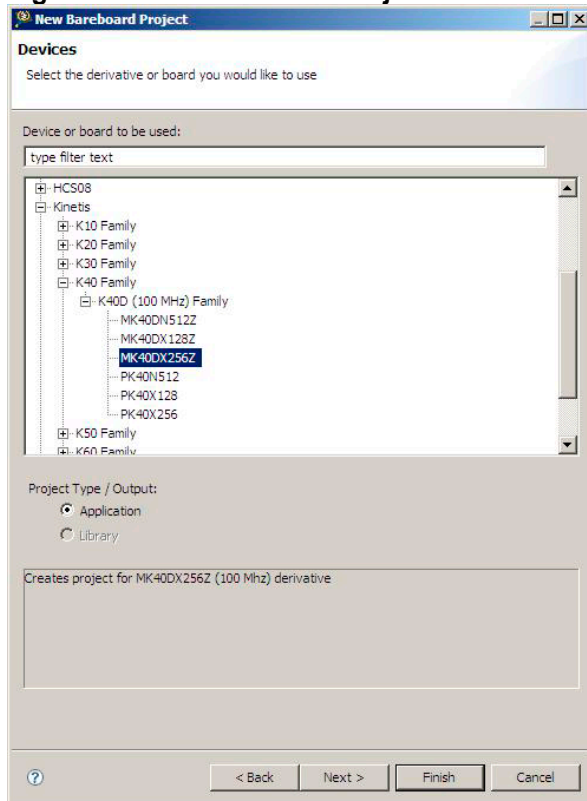 New Bareboard Project
Devices
Select the derivative or board you would like to use
Device or board to be used:
type filter text
HCS08
Kinetis
K10 Family
K20 Family
K30 Family
K40 Family
K40D (100 MHz) Family
MK40DN512Z
MK40DX128Z
MK40DX256Z
PK40N512
PK40X128
PK40X256
K50 Family
K60 Family
Project Type / Output:
Application
Library
Creates project for MK40DX256Z (100 Mhz) derivative
< Back Next > Finish Cancel